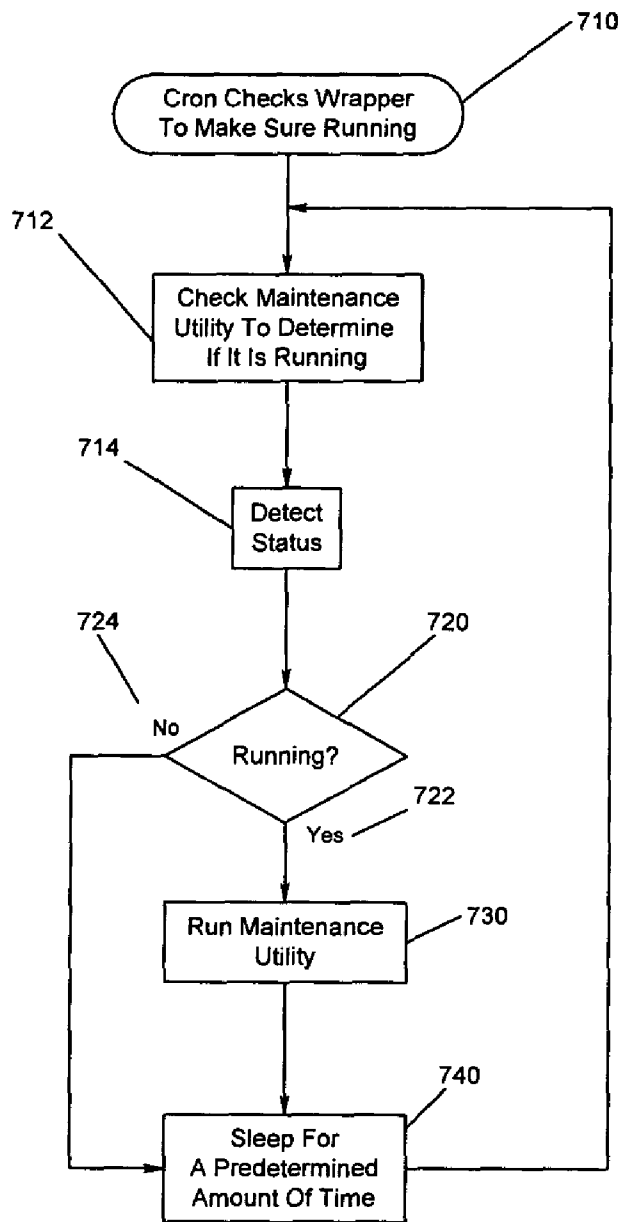 710
Cron Checks Wrapper
To Make Sure Running
712
Check Maintenance
Utility To Determine
If It Is Running
714
Detect
Status
724
720
No
Running?
722
Yes
Run Maintenance
Utility
730
740
Sleep For
A Predetermined
Amount Of Time